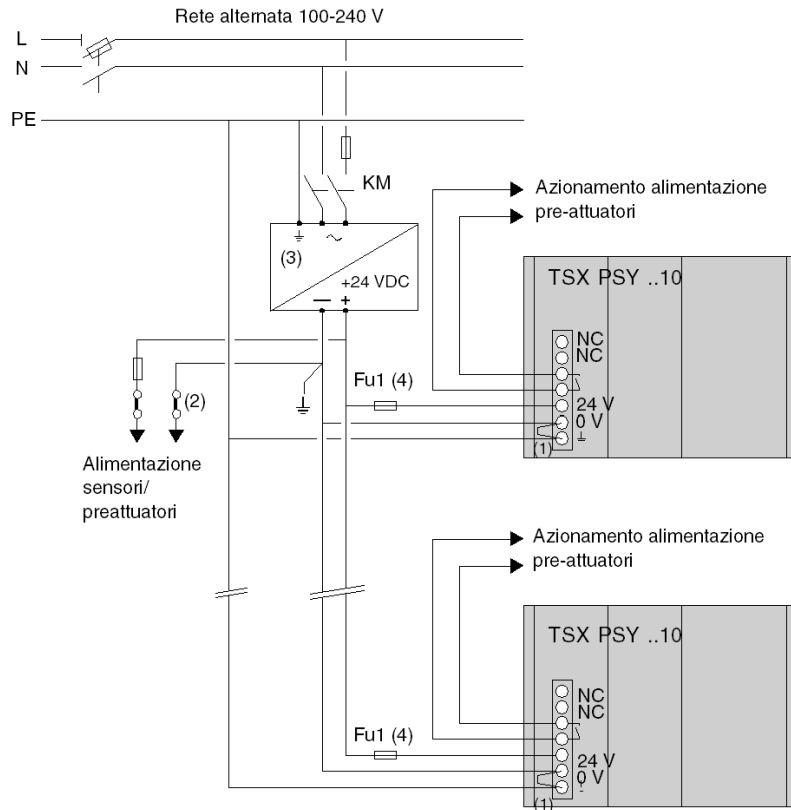 Rete alternata 100-240 V
L
N
PE
KM
Azionamento alimentazione
pre-attuatori
(3)
+24 VDC
— +
TSX PSY ..10
NC
NC
Fu1 (4)
24 V
0 V
(1)
(2)
Alimentazione
sensori/
preattuatori
Azionamento alimentazione
pre-attuatori
TSX PSY ..10
NC
NC
Fu1 (4)
24 V
0 V
(1)